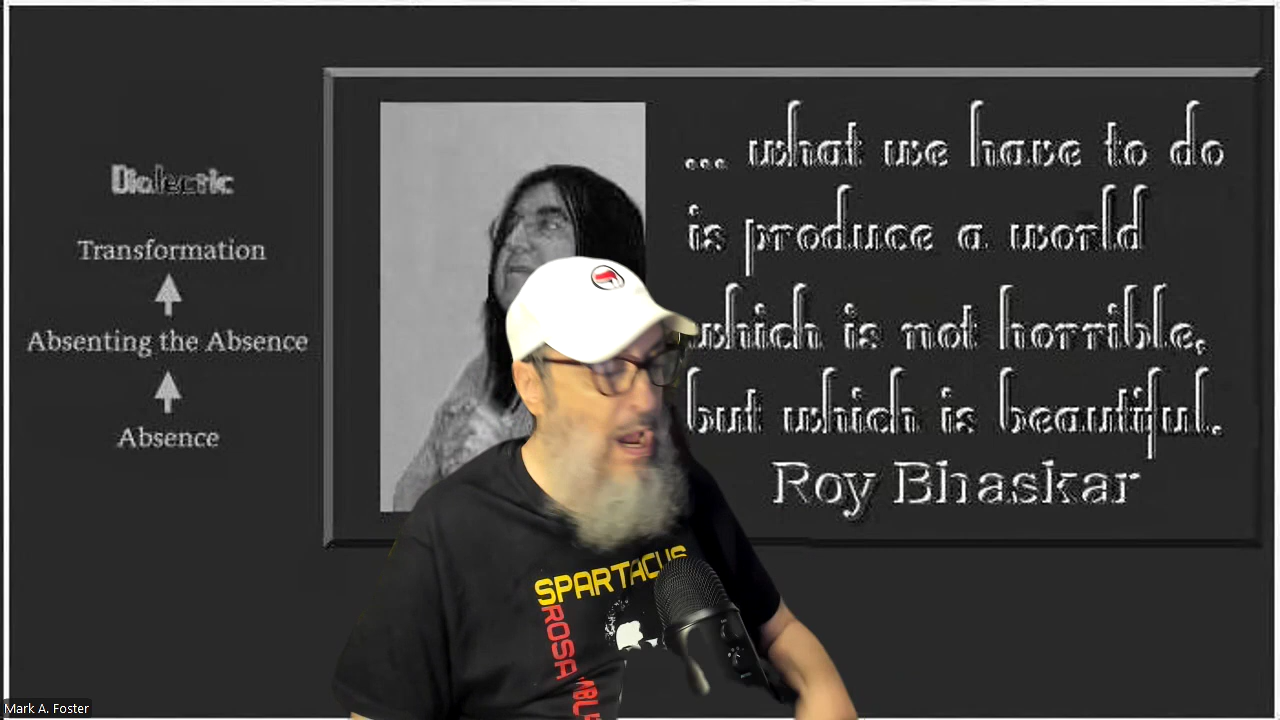 Dialectic
Transformation
Absenting the Absence
Absence
... what we have to do
is produce a world
which is not horrible,
but which is beautiful.
Roy Bhaskar
SPARTACUS
ROSA
Mark A. Foster